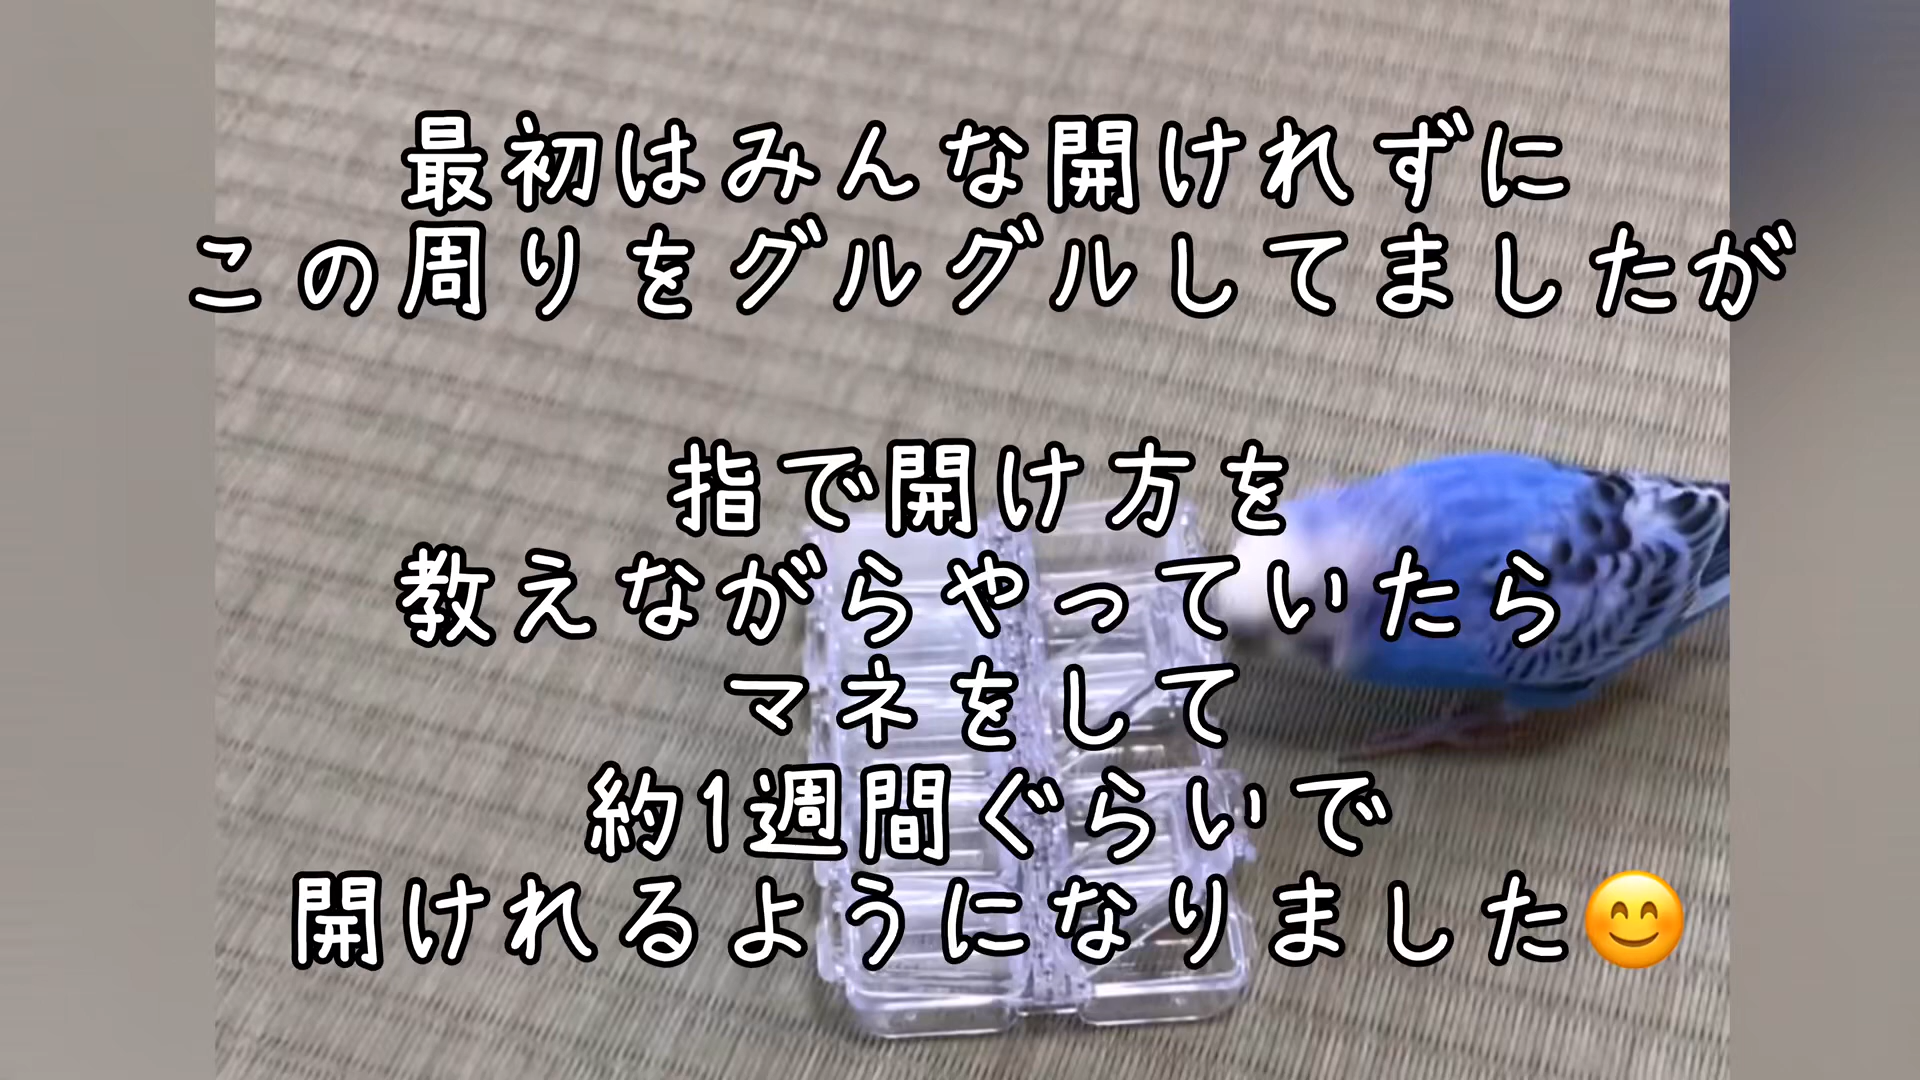 最初はみんな開けれずに
この周りをグルグルしてましたが
指で開け方を
教えながらやっていたら
マネをして
約1週間ぐらいで
開けれるようになりました😊